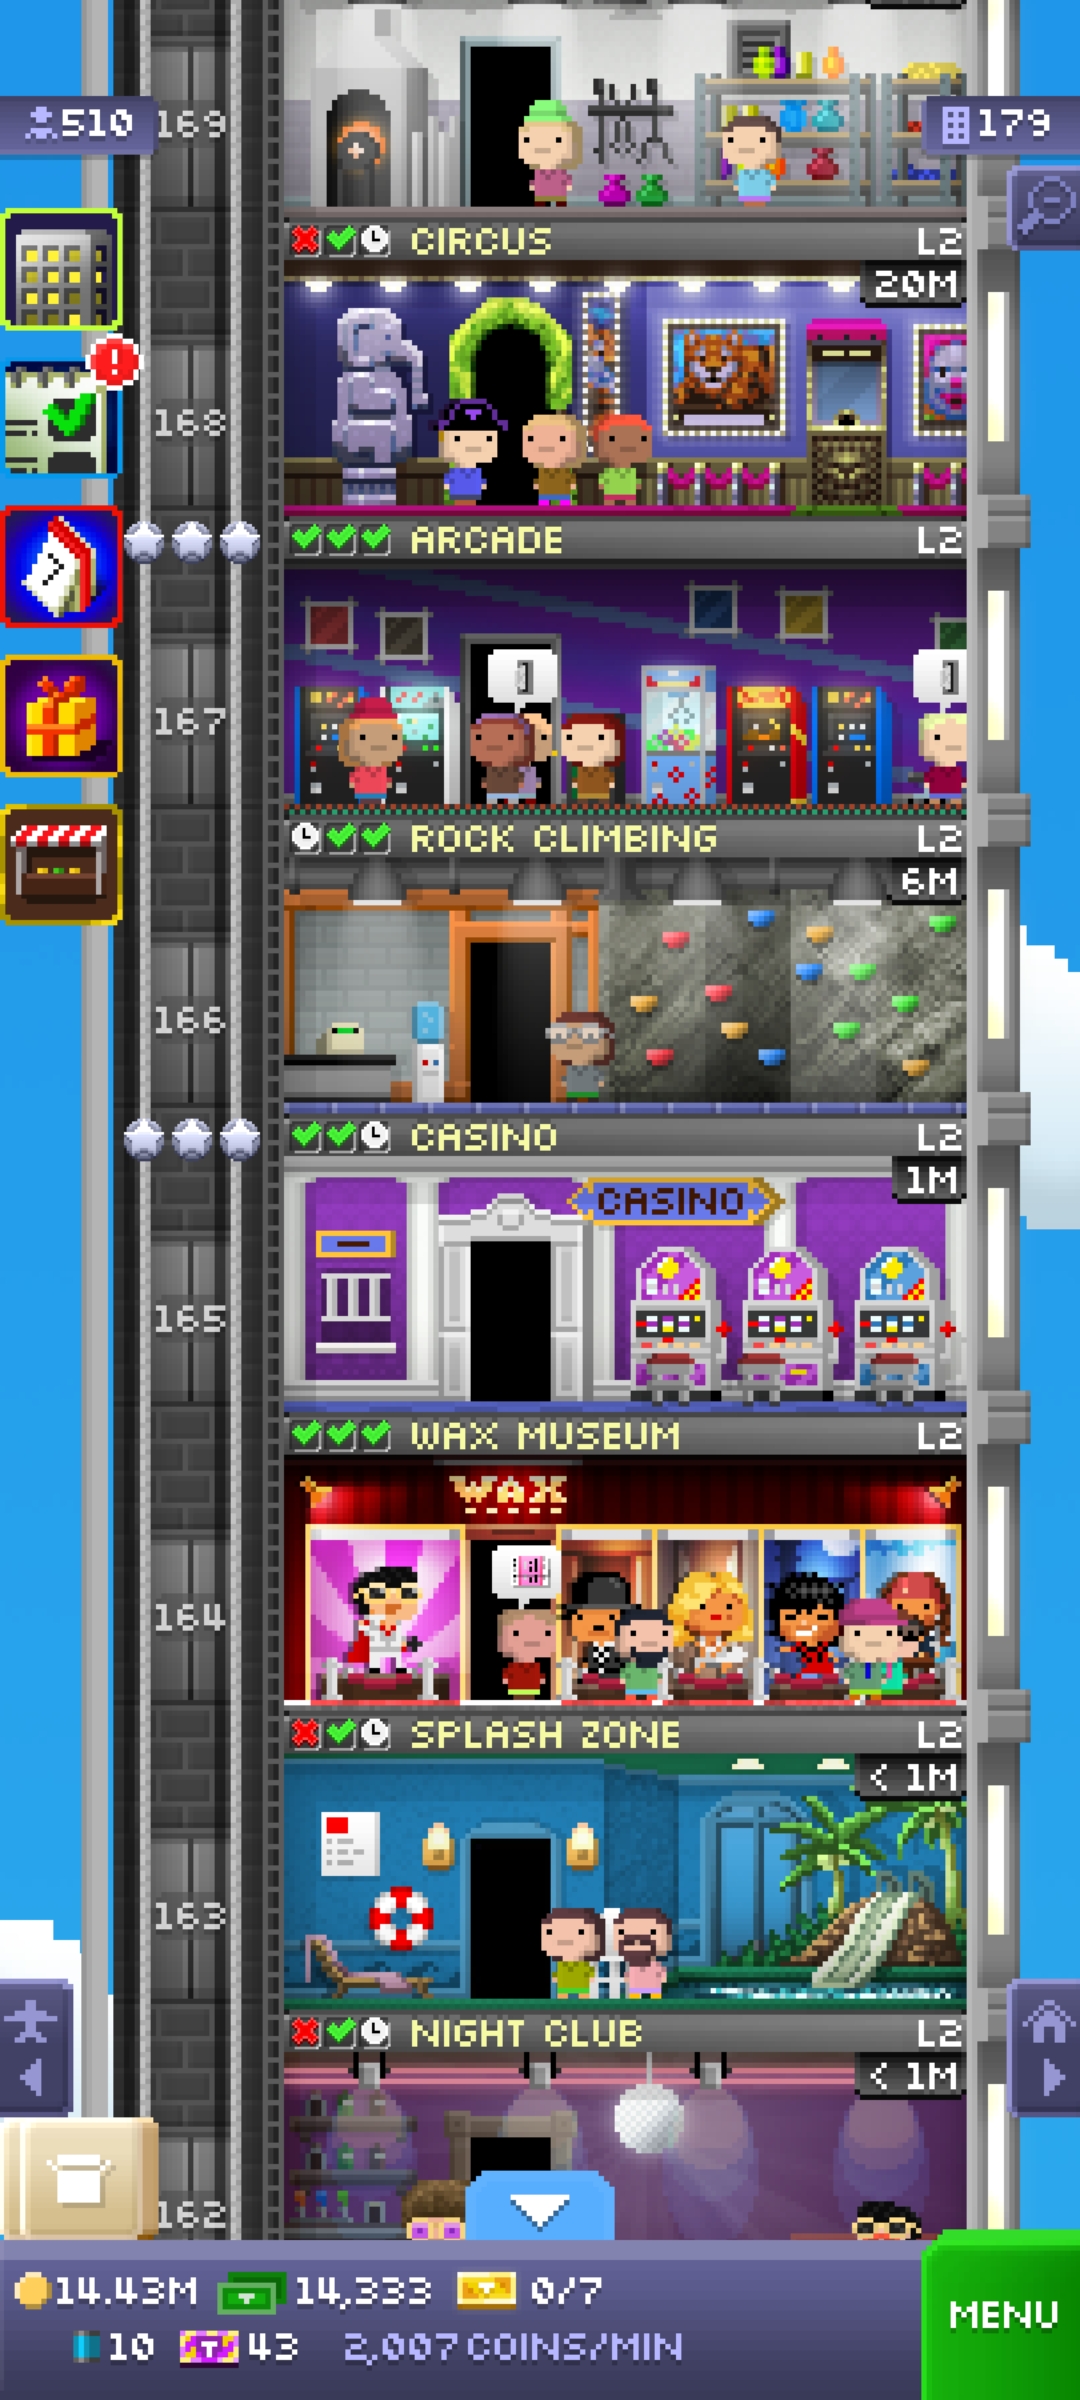 510
169
179
CIRCUS L2
20M
168
ARCADE L2
167
ROCK CLIMBING L2
6M
166
CASINO L2
1M
CASINO
165
WAX MUSEUM L2
WAX
164
SPLASH ZONE L2
< 1M
163
NIGHT CLUB L2
< 1M
162
14.43M 14,333 0/7
10 43 2,007 COINS/MIN
MENU